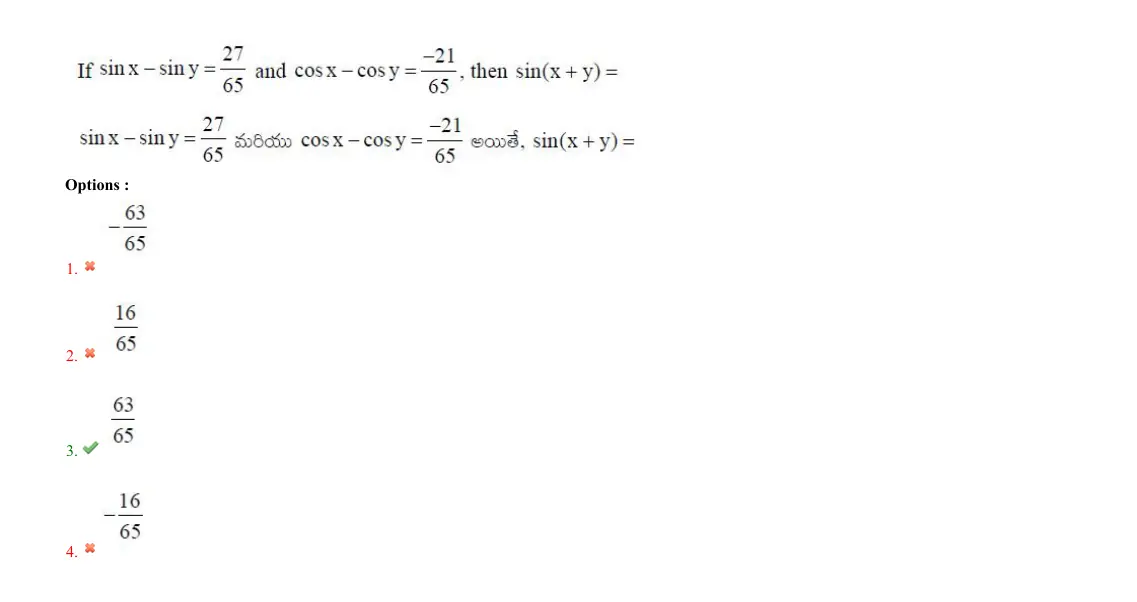 If sin x − sin y = 27/65 and cos x − cos y = −21/65, then sin(x + y) =
sin x − sin y = 27/65 మరియు cos x − cos y = −21/65 అయితే, sin(x + y) =
Options :
−63/65
1. ✖
16/65
2. ✖
63/65
3. ✔
−16/65
4. ✖